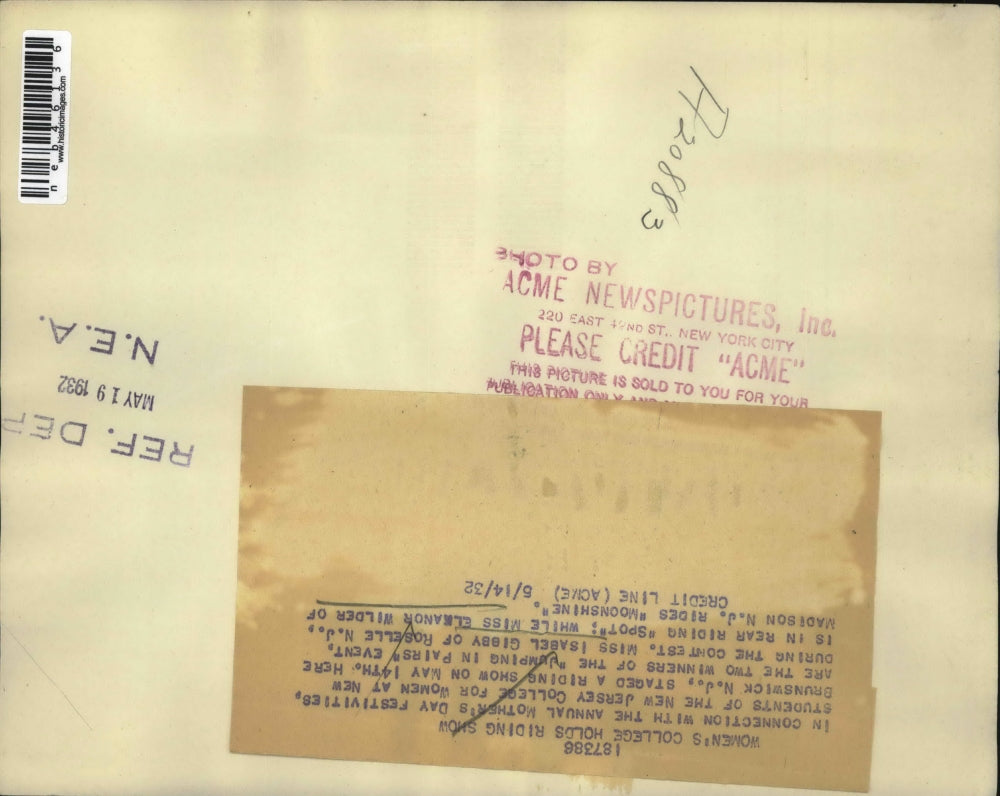 neb46136
www.historicimages.com
A20883
PHOTO BY
ACME NEWSPICTURES, Inc.
220 EAST 42ND ST., NEW YORK CITY
PLEASE CREDIT "ACME"
THIS PICTURE IS SOLD TO YOU FOR YOUR
PUBLICATION ONLY AND
REF. DEP
MAY 19 1932
N.E.A.
187386
WOMEN'S COLLEGE HOLDS RIDING SHOW
IN CONNECTION WITH THE ANNUAL MOTHER'S DAY FESTIVITIES,
STUDENTS OF THE NEW JERSEY COLLEGE FOR WOMEN AT NEW
BRUNSWICK N.J., STAGED A RIDING SHOW ON MAY 14TH. HERE
ARE THE TWO WINNERS OF THE "JUMPING IN PAIRS" EVENT,
DURING THE CONTEST. MISS ISABEL GIBBY OF ROSELLE N.J.,
IS IN REAR RIDING "SPOT"; WHILE MISS ELEANOR WILDER OF
MADISON N.J. RIDES "MOONSHINE".
CREDIT LINE (ACME) 5/14/32